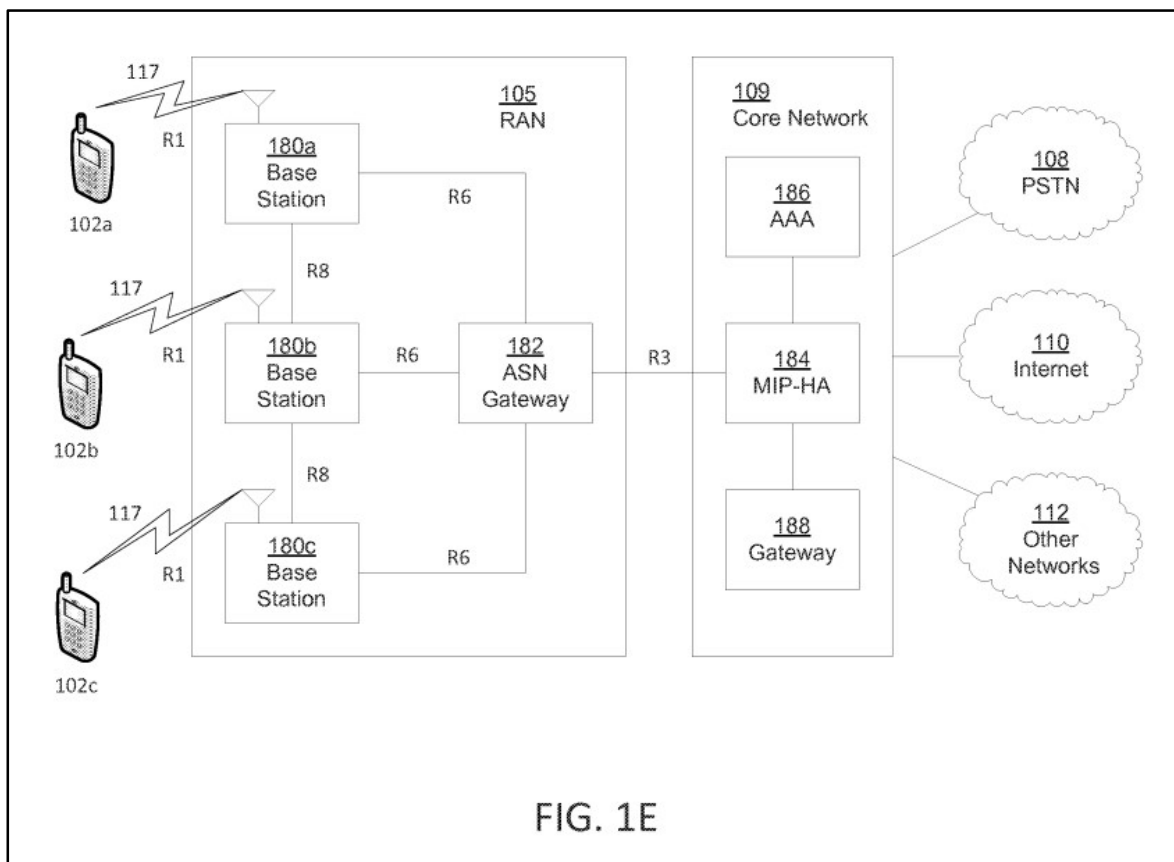 117
R1
102a
117
R1
102b
117
R1
102c
105
RAN
180a
Base
Station
R6
R8
180b
Base
Station
R6
182
ASN
Gateway
R8
180c
Base
Station
R6
R3
109
Core Network
186
AAA
184
MIP-HA
188
Gateway
108
PSTN
110
Internet
112
Other
Networks
FIG. 1E